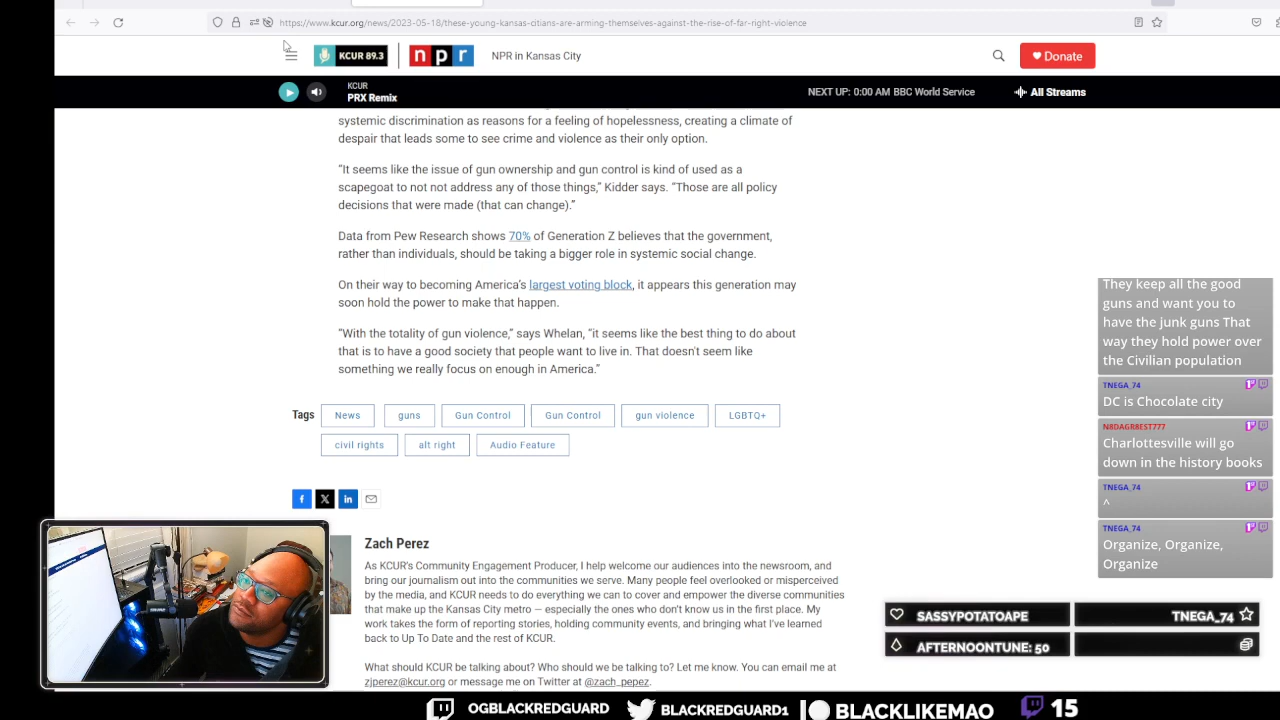 https://www.kcur.org/news/2023-05-18/these-young-kansas-citians-are-arming-themselves-against-the-rise-of-far-right-violence
KCUR 89.3
npr
NPR in Kansas City
Donate
KCUR
PRX Remix
NEXT UP: 0:00 AM BBC World Service
All Streams
systemic discrimination as reasons for a feeling of hopelessness, creating a climate of
despair that leads some to see crime and violence as their only option.
“It seems like the issue of gun ownership and gun control is kind of used as a
scapegoat to not not address any of those things,” Kidder says. “Those are all policy
decisions that were made (that can change).”
Data from Pew Research shows 70% of Generation Z believes that the government,
rather than individuals, should be taking a bigger role in systemic social change.
On their way to becoming America’s largest voting block, it appears this generation may
soon hold the power to make that happen.
“With the totality of gun violence,” says Whelan, “it seems like the best thing to do about
that is to have a good society that people want to live in. That doesn't seem like
something we really focus on enough in America.”
Tags
News
guns
Gun Control
Gun Control
gun violence
LGBTQ+
civil rights
alt right
Audio Feature
Zach Perez
As KCUR’s Community Engagement Producer, I help welcome our audiences into the newsroom, and
bring our journalism out into the communities we serve. Many people feel overlooked or misperceived
by the media, and KCUR needs to do everything we can to cover and empower the diverse communities
that make up the Kansas City metro — especially the ones who don’t know us in the first place. My
work takes the form of reporting stories, holding community events, and bringing what I’ve learned
back to Up To Date and the rest of KCUR.
What should KCUR be talking about? Who should we be talking to? Let me know. You can email me at
zjperez@kcur.org or message me on Twitter at @zach_pepez.
They keep all the good
guns and want you to
have the junk guns That
way they hold power over
the Civilian population
TNEGA_74
DC is Chocolate city
N8DAGR8EST777
Charlottesville will go
down in the history books
TNEGA_74
^
TNEGA_74
Organize, Organize,
Organize
SASSYPOTATOAPE
TNEGA_74
AFTERNOONTUNE: 50
OGBLACKREDGUARD
BLACKREDGUARD1
BLACKLIKEMAO
15